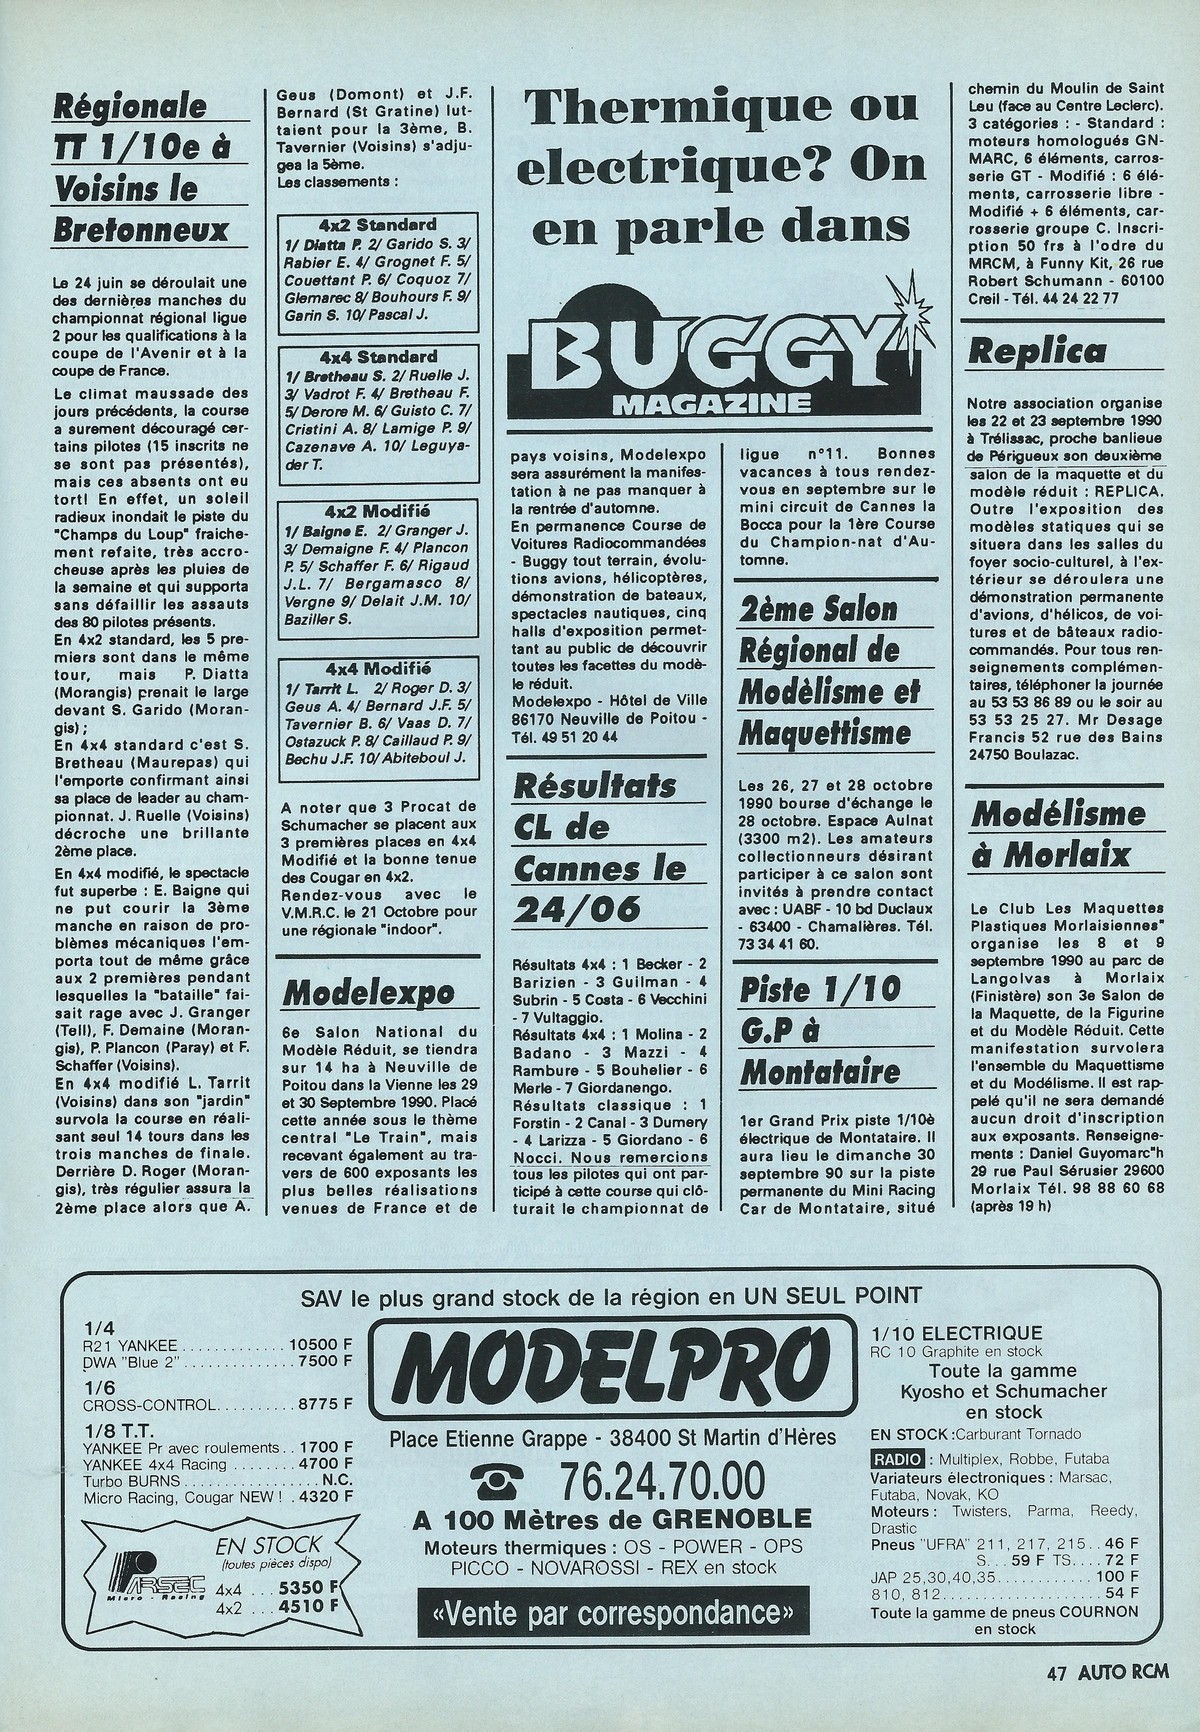 Régionale
TT 1/10e à
Voisins le
Bretonneux
Le 24 juin se déroulait une
des dernières manches du
championnat régional ligue
2 pour les qualifications à la
coupe de l'Avenir et à la
coupe de France.
Le climat maussade des
jours précédents, la course
a surement découragé cer-
tains pilotes (15 inscrits ne
se sont pas présentés),
mais ces absents ont eu
tort! En effet, un soleil
radieux inondait le piste du
"Champs du Loup" fraiche-
ment refaite, très accro-
cheuse après les pluies de
la semaine et qui supporta
sans défaillir les assauts
des 80 pilotes présents.
En 4x2 standard, les 5 pre-
miers sont dans le même
tour, mais P. Diatta
(Morangis) prenait le large
devant S. Garido (Moran-
gis) ;
En 4x4 standard c'est S.
Bretheau (Maurepas) qui
l'emporte confirmant ainsi
sa place de leader au cham-
pionnat. J. Ruelle (Voisins)
décroche une brillante
2ème place.
En 4x4 modifié, le spectacle
fut superbe : E. Baigne qui
ne put courir la 3ème
manche en raison de pro-
blèmes mécaniques l'em-
porta tout de même grâce
aux 2 premières pendant
lesquelles la "bataille" fai-
sait rage avec J. Granger
(Tell), F. Demaine (Moran-
gis), P. Plancon (Paray) et F.
Schaffer (Voisins).
En 4x4 modifié L. Tarrit
(Voisins) dans son "jardin"
survola la course en réali-
sant seul 14 tours dans les
trois manches de finale.
Derrière D. Roger (Moran-
gis), très régulier assura la
2ème place alors que A.
Geus (Domont) et J.F.
Bernard (St Gratine) lut-
taient pour la 3ème, B.
Tavernier (Voisins) s'adju-
gea la 5ème.
Les classements :
4x2 Standard
1/ Diatta P. 2/ Garido S. 3/
Rabier E. 4/ Grognet F. 5/
Couettant P. 6/ Coquoz 7/
Glemarec 8/ Bouhours F. 9/
Garin S. 10/ Pascal J.
4x4 Standard
1/ Bretheau S. 2/ Ruelle J.
3/ Vadrot F. 4/ Bretheau F.
5/ Derore M. 6/ Guisto C. 7/
Cristini A. 8/ Lamige P. 9/
Cazenave A. 10/ Leguya-
der T.
4x2 Modifié
1/ Baigne E. 2/ Granger J.
3/ Demaigne F. 4/ Plancon
P. 5/ Schaffer F. 6/ Rigaud
J.L. 7/ Bergamasco 8/
Vergne 9/ Delait J.M. 10/
Baziller S.
4x4 Modifié
1/ Tarrit L. 2/ Roger D. 3/
Geus A. 4/ Bernard J.F. 5/
Tavernier B. 6/ Vaas D. 7/
Ostazuck P. 8/ Caillaud P. 9/
Bechu J.F. 10/ Abiteboul J.
A noter que 3 Procat de
Schumacher se placent aux
3 premières places en 4x4
Modifié et la bonne tenue
des Cougar en 4x2.
Rendez-vous avec le
V.M.R.C. le 21 Octobre pour
une régionale "indoor".
Modelexpo
6e Salon National du
Modèle Réduit, se tiendra
sur 14 ha à Neuville de
Poitou dans la Vienne les 29
et 30 Septembre 1990. Placé
cette année sous le thème
central "Le Train", mais
recevant également au tra-
vers de 600 exposants les
plus belles réalisations
venues de France et de
Thermique ou
electrique? On
en parle dans
BUGGY
MAGAZINE
pays voisins, Modelexpo
sera assurément la manifes-
tation à ne pas manquer à
la rentrée d'automne.
En permanence Course de
Voitures Radiocommandées
- Buggy tout terrain, évolu-
tions avions, hélicoptères,
démonstration de bateaux,
spectacles nautiques, cinq
halls d'exposition permet-
tant au public de découvrir
toutes les facettes du modè-
le réduit.
Modelexpo - Hôtel de Ville
86170 Neuville de Poitou -
Tél. 49 51 20 44
Résultats
CL de
Cannes le
24/06
Résultats 4x4 : 1 Becker - 2
Barizien - 3 Guilman - 4
Subrin - 5 Costa - 6 Vecchini
- 7 Vultaggio.
Résultats 4x4 : 1 Molina - 2
Badano - 3 Mazzi - 4
Rambure - 5 Bouhelier - 6
Merle - 7 Giordanengo.
Résultats classique : 1
Forstin - 2 Canal - 3 Dumery
- 4 Larizza - 5 Giordano - 6
Nocci. Nous remercions
tous les pilotes qui ont par-
ticipé à cette course qui clô-
turait le championnat de
ligue n°11. Bonnes
vacances à tous rendez-
vous en septembre sur le
mini circuit de Cannes la
Bocca pour la 1ère Course
du Champion-nat d'Au-
tomne.
2ème Salon
Régional de
Modèlisme et
Maquettisme
Les 26, 27 et 28 octobre
1990 bourse d'échange le
28 octobre. Espace Aulnat
(3300 m2). Les amateurs
collectionneurs désirant
participer à ce salon sont
invités à prendre contact
avec : UABF - 10 bd Duclaux
- 63400 - Chamalières. Tél.
73 34 41 60.
Piste 1/10
G.P à
Montataire
1er Grand Prix piste 1/10è
électrique de Montataire. Il
aura lieu le dimanche 30
septembre 90 sur la piste
permanente du Mini Racing
Car de Montataire, situé
chemin du Moulin de Saint
Leu (face au Centre Leclerc).
3 catégories : - Standard :
moteurs homologués GN-
MARC, 6 éléments, carros-
serie GT - Modifié : 6 élé-
ments, carrosserie libre -
Modifié + 6 éléments, car-
rosserie groupe C. Inscri-
ption 50 frs à l'odre du
MRCM, à Funny Kit, 26 rue
Robert Schumann - 60100
Creil - Tél. 44 24 22 77
Replica
Notre association organise
les 22 et 23 septembre 1990
à Trélissac, proche banlieue
de Périgueux son deuxième
salon de la maquette et du
modèle réduit : REPLICA.
Outre l'exposition des
modèles statiques qui se
situera dans les salles du
foyer socio-culturel, à l'ex-
térieur se déroulera une
démonstration permanente
d'avions, d'hélicos, de voi-
tures et de bâteaux radio-
commandés. Pour tous ren-
seignements complémen-
taires, téléphoner la journée
au 53 53 86 89 ou le soir au
53 53 25 27. Mr Desage
Francis 52 rue des Bains
24750 Boulazac.
Modélisme
à Morlaix
Le Club Les Maquettes
Plastiques Morlaisiennes"
organise les 8 et 9
septembre 1990 au parc de
Langolvas à Morlaix
(Finistère) son 3e Salon de
la Maquette, de la Figurine
et du Modèle Réduit. Cette
manifestation survolera
l'ensemble du Maquettisme
et du Modélisme. Il est rap-
pelé qu'il ne sera demandé
aucun droit d'inscription
aux exposants. Renseigne-
ments : Daniel Guyomarc"h
29 rue Paul Sérusier 29600
Morlaix Tél. 98 88 60 68
(après 19 h)
SAV le plus grand stock de la région en UN SEUL POINT
1/4
R21 YANKEE............. 10500 F
DWA "Blue 2".............. 7500 F
1/6
CROSS-CONTROL.......... 8775 F
1/8 T.T.
YANKEE Pr avec roulements.. 1700 F
YANKEE 4x4 Racing ........ 4700 F
Turbo BURNS.................. N.C.
Micro Racing, Cougar NEW ! . 4320 F
EN STOCK
(toutes pièces dispo)
PARSEC
Micro - Racing
4x4 ... 5350 F
4x2 ... 4510 F
MODELPRO
Place Etienne Grappe - 38400 St Martin d'Hères
☎ 76.24.70.00
A 100 Mètres de GRENOBLE
Moteurs thermiques : OS - POWER - OPS
PICCO - NOVAROSSI - REX en stock
«Vente par correspondance»
1/10 ELECTRIQUE
RC 10 Graphite en stock
Toute la gamme
Kyosho et Schumacher
en stock
EN STOCK :Carburant Tornado
RADIO : Multiplex, Robbe, Futaba
Variateurs électroniques : Marsac,
Futaba, Novak, KO
Moteurs : Twisters, Parma, Reedy,
Drastic
Pneus "UFRA" 211, 217, 215.. 46 F
S... 59 F TS.... 72 F
JAP 25,30,40,35............ 100 F
810, 812.................... 54 F
Toute la gamme de pneus COURNON
en stock
47 AUTO RCM